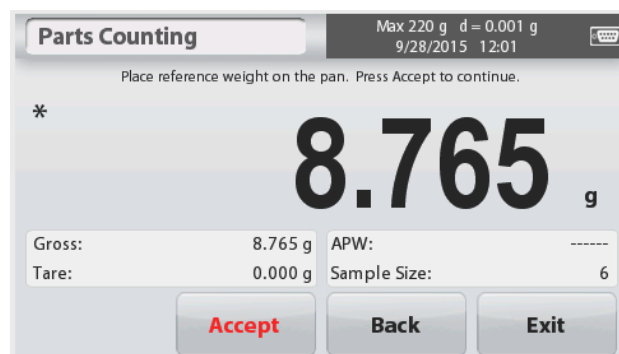 Parts Counting
Max 220 g d = 0.001 g
9/28/2015 12:01
Place reference weight on the pan. Press Accept to continue.
*
8.765 g
Gross: 8.765 g APW: ------
Tare: 0.000 g Sample Size: 6
Accept Back Exit